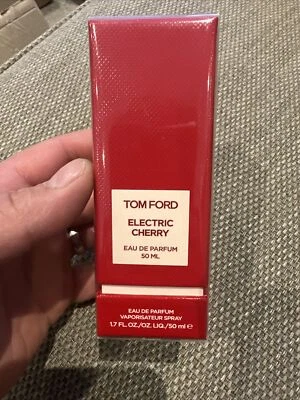 TOM FORD
ELECTRIC
CHERRY
EAU DE PARFUM
50 ML
EAU DE PARFUM
VAPORISATEUR SPRAY
1.7 FL. OZ./OZ. LIQ./50 ml ℮